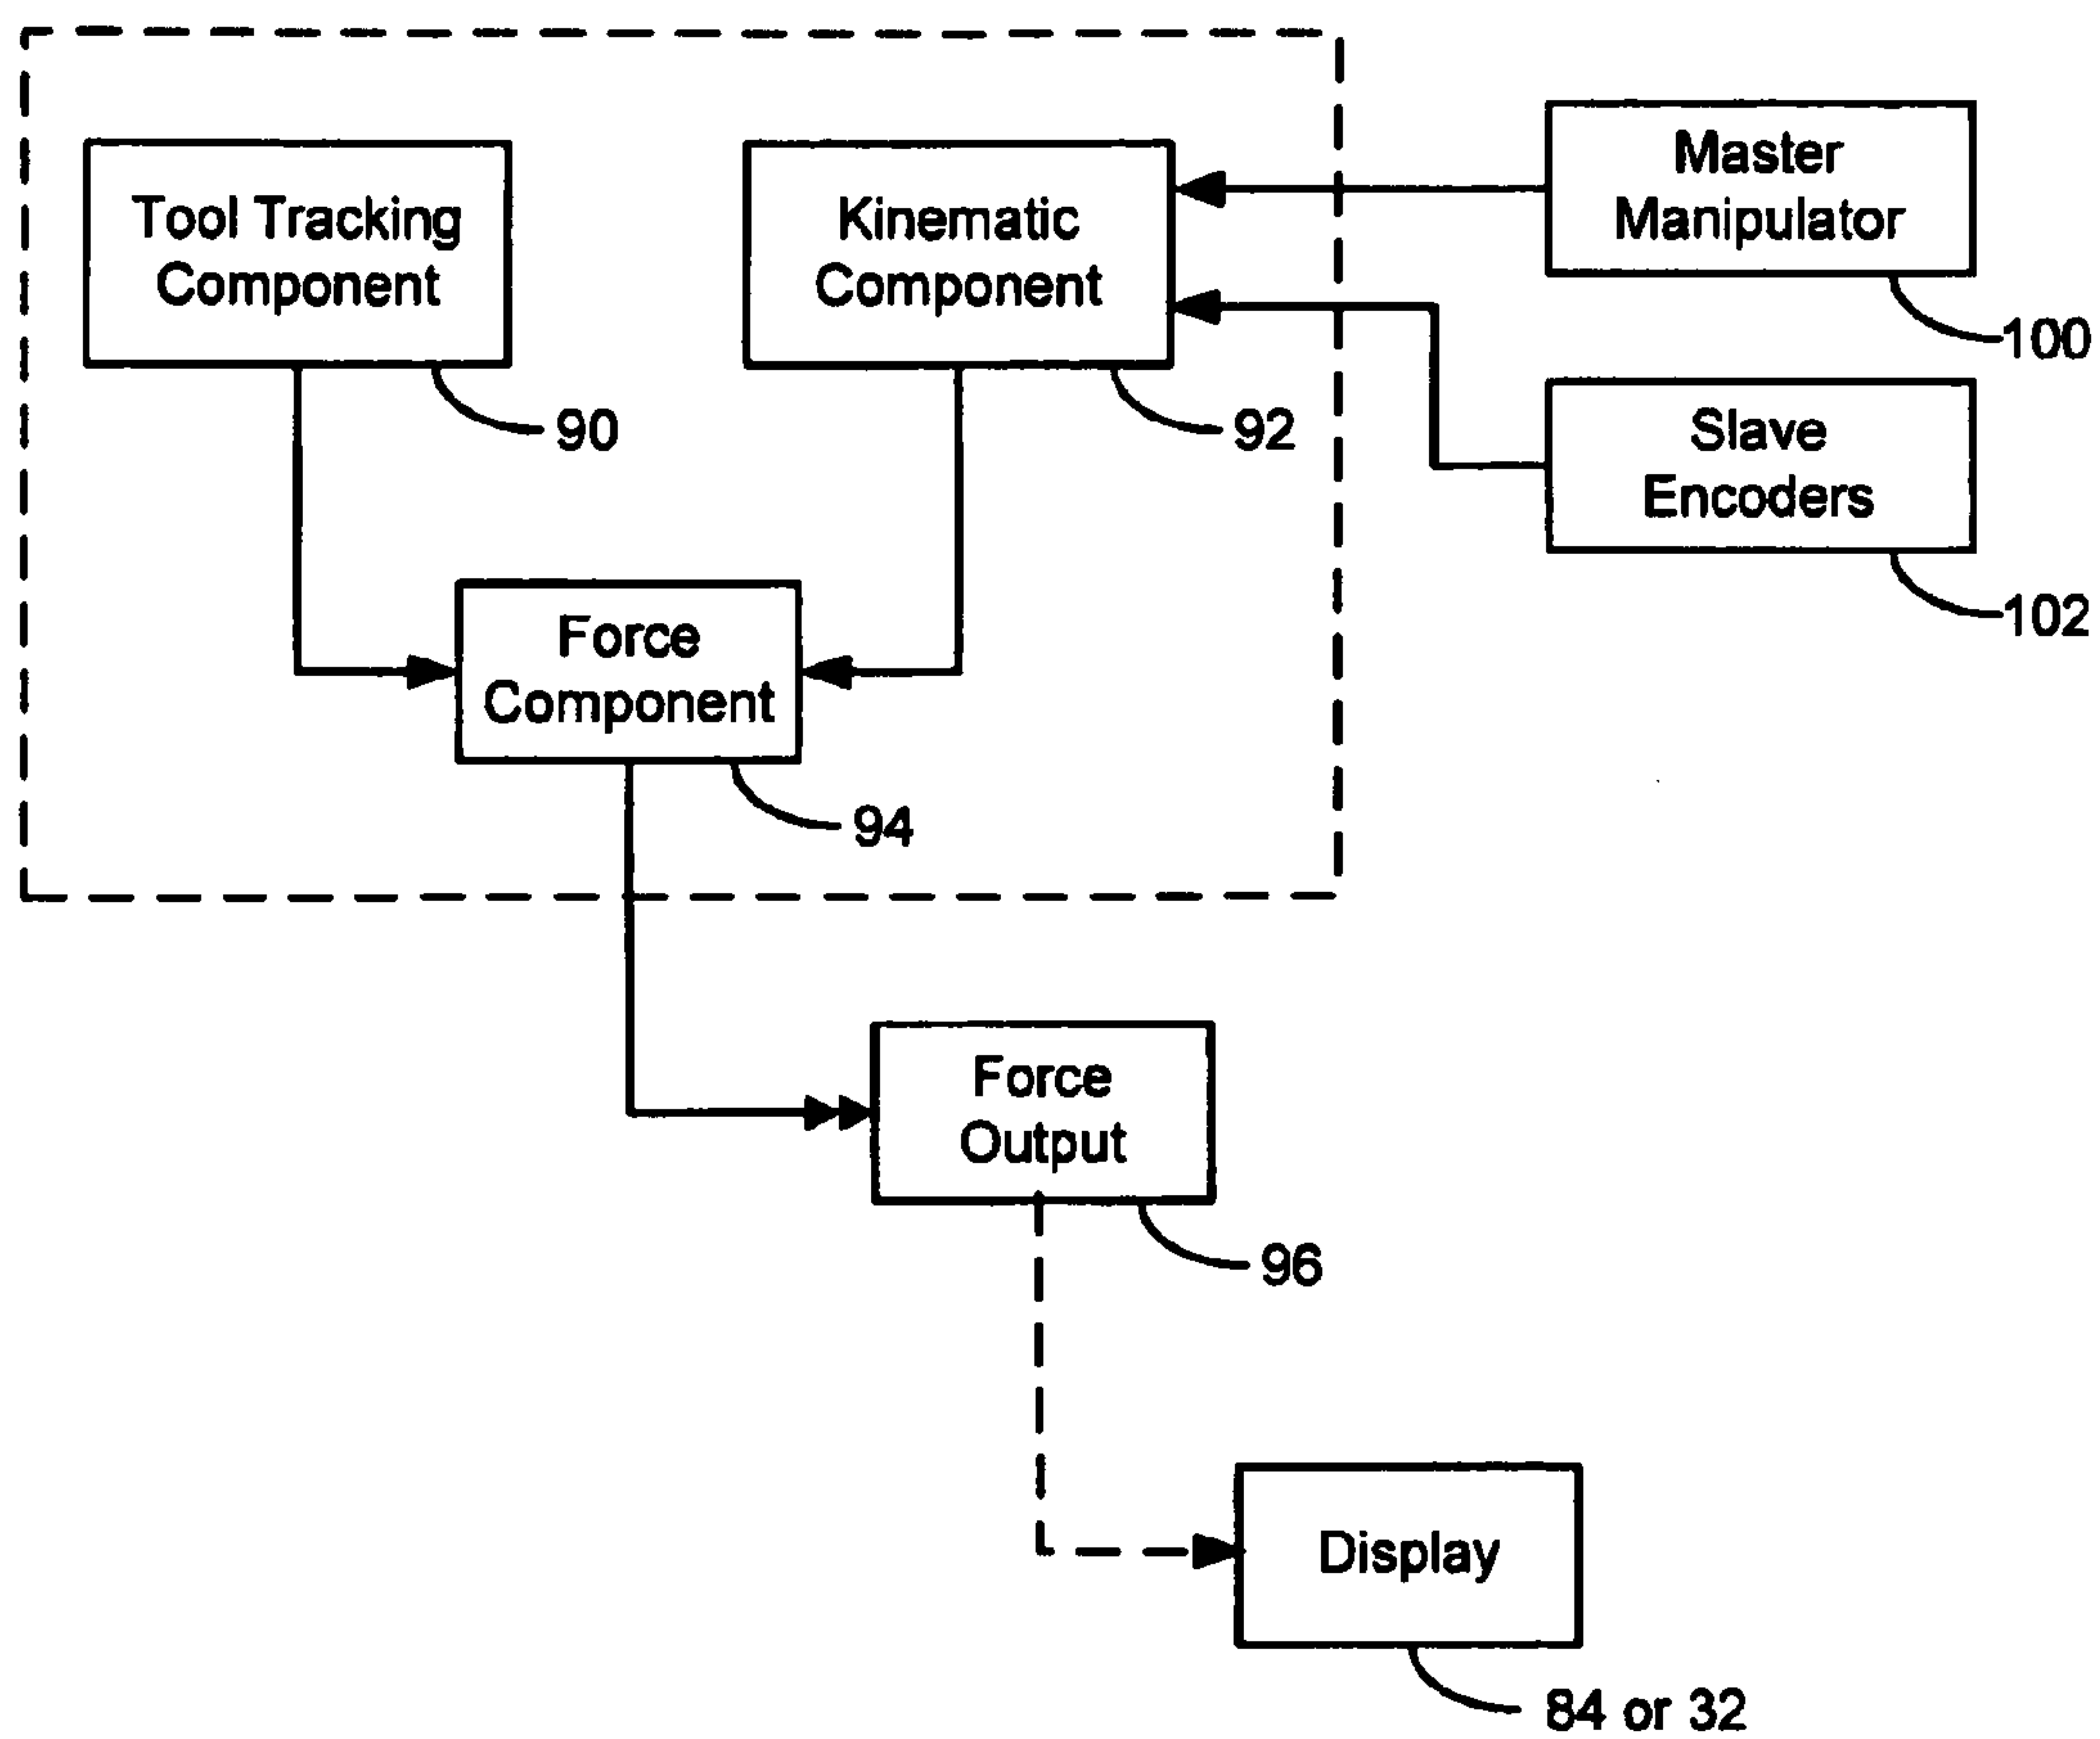 Tool Tracking
Component
90
Kinematic
Component
92
Master
Manipulator
100
Slave
Encoders
102
Force
Component
94
Force
Output
96
Display
84 or 32